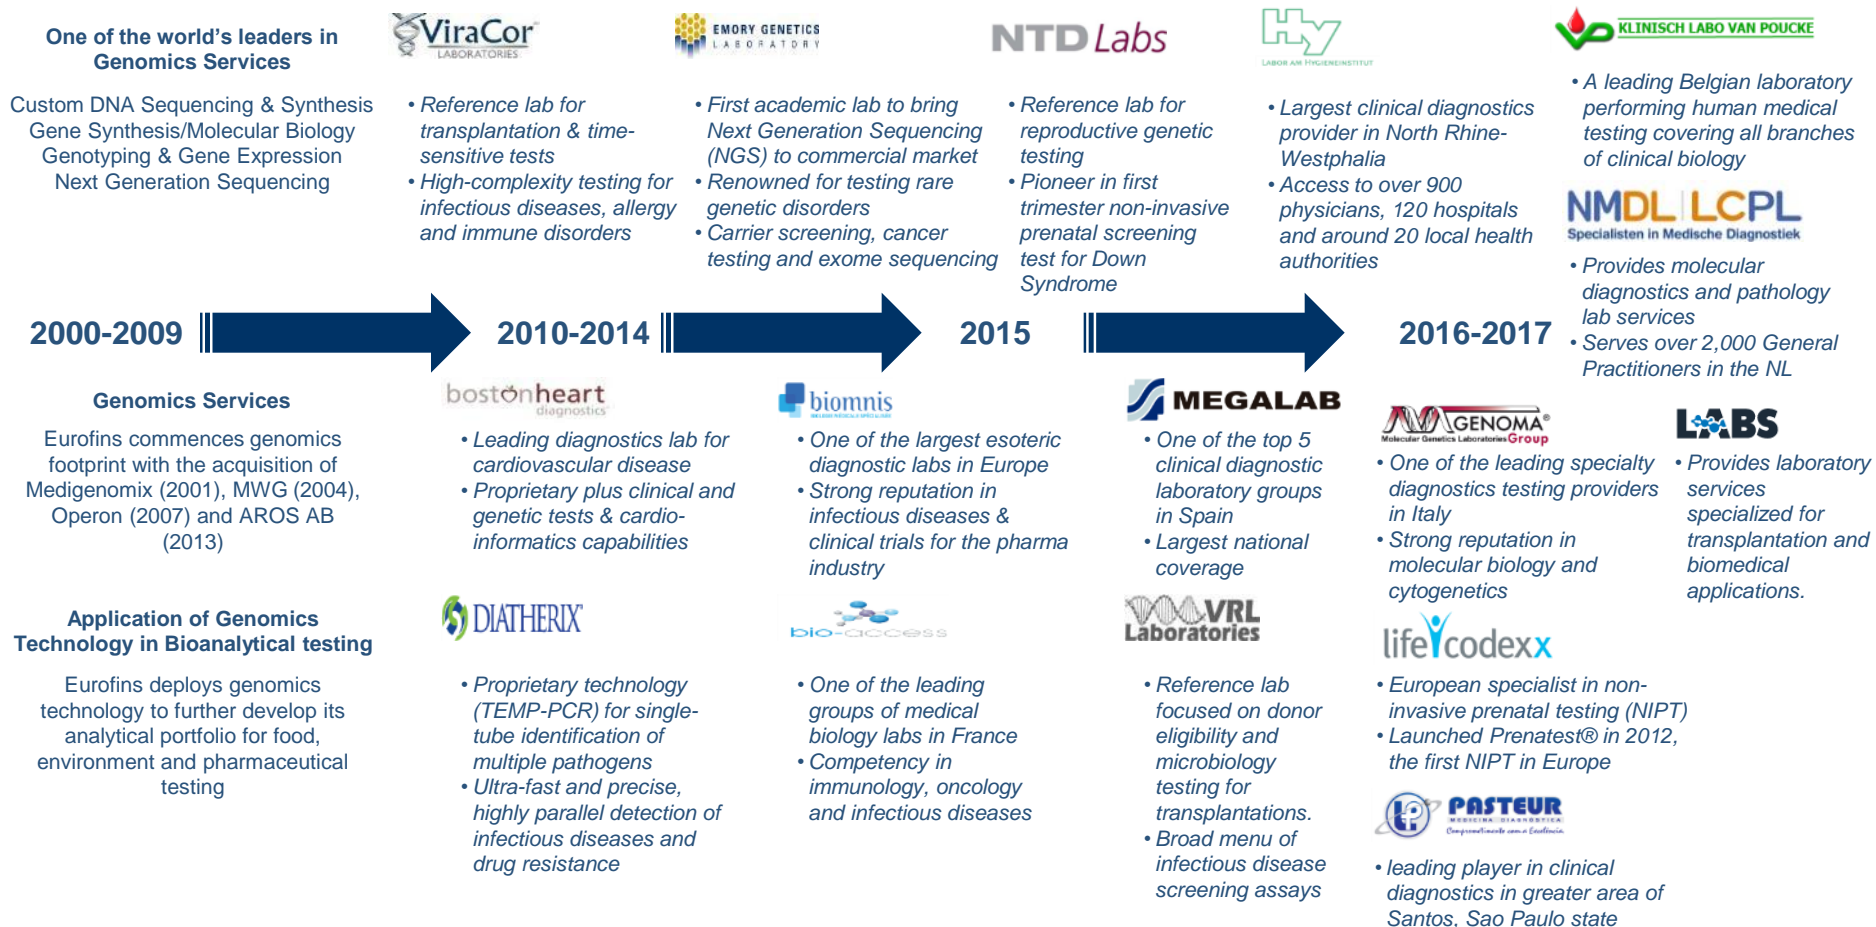 One of the world's leaders in
Genomics Services
Custom DNA Sequencing & Synthesis
Gene Synthesis/Molecular Biology
Genotyping & Gene Expression
Next Generation Sequencing
ViraCor
LABORATORIES
• Reference lab for
transplantation & time-
sensitive tests
• High-complexity testing for
infectious diseases, allergy
and immune disorders
EMORY GENETICS
LABORATORY
• First academic lab to bring
Next Generation Sequencing
(NGS) to commercial market
• Renowned for testing rare
genetic disorders
• Carrier screening, cancer
testing and exome sequencing
NTD Labs
• Reference lab for
reproductive genetic
testing
• Pioneer in first
trimester non-invasive
prenatal screening
test for Down
Syndrome
Hy
LABOR AM HYGIENEINSTITUT
• Largest clinical diagnostics
provider in North Rhine-
Westphalia
• Access to over 900
physicians, 120 hospitals
and around 20 local health
authorities
KLINISCH LABO VAN POUCKE
• A leading Belgian laboratory
performing human medical
testing covering all branches
of clinical biology
NMDL LCPL
Specialisten in Medische Diagnostiek
• Provides molecular
diagnostics and pathology
lab services
• Serves over 2,000 General
Practitioners in the NL
2000-2009
2010-2014
2015
2016-2017
Genomics Services
Eurofins commences genomics
footprint with the acquisition of
Medigenomix (2001), MWG (2004),
Operon (2007) and AROS AB
(2013)
bostonheart
diagnostics
• Leading diagnostics lab for
cardiovascular disease
• Proprietary plus clinical and
genetic tests & cardio-
informatics capabilities
biomnis
• One of the largest esoteric
diagnostic labs in Europe
• Strong reputation in
infectious diseases &
clinical trials for the pharma
industry
MEGALAB
• One of the top 5
clinical diagnostic
laboratory groups
in Spain
• Largest national
coverage
GENOMA®
Molecular Genetics Laboratories Group
• One of the leading specialty
diagnostics testing providers
in Italy
• Strong reputation in
molecular biology and
cytogenetics
LABS
• Provides laboratory
services
specialized for
transplantation and
biomedical
applications.
Application of Genomics
Technology in Bioanalytical testing
Eurofins deploys genomics
technology to further develop its
analytical portfolio for food,
environment and pharmaceutical
testing
DIATHERIX
• Proprietary technology
(TEMP-PCR) for single-
tube identification of
multiple pathogens
• Ultra-fast and precise,
highly parallel detection of
infectious diseases and
drug resistance
bio-access
• One of the leading
groups of medical
biology labs in France
• Competency in
immunology, oncology
and infectious diseases
VRL
Laboratories
• Reference lab
focused on donor
eligibility and
microbiology
testing for
transplantations.
• Broad menu of
infectious disease
screening assays
lifecodexx
• European specialist in non-
invasive prenatal testing (NIPT)
• Launched Prenatest® in 2012,
the first NIPT in Europe
PASTEUR
MEDICINA DIAGNÓSTICA
Comprometimento com a Excelência
• leading player in clinical
diagnostics in greater area of
Santos, Sao Paulo state